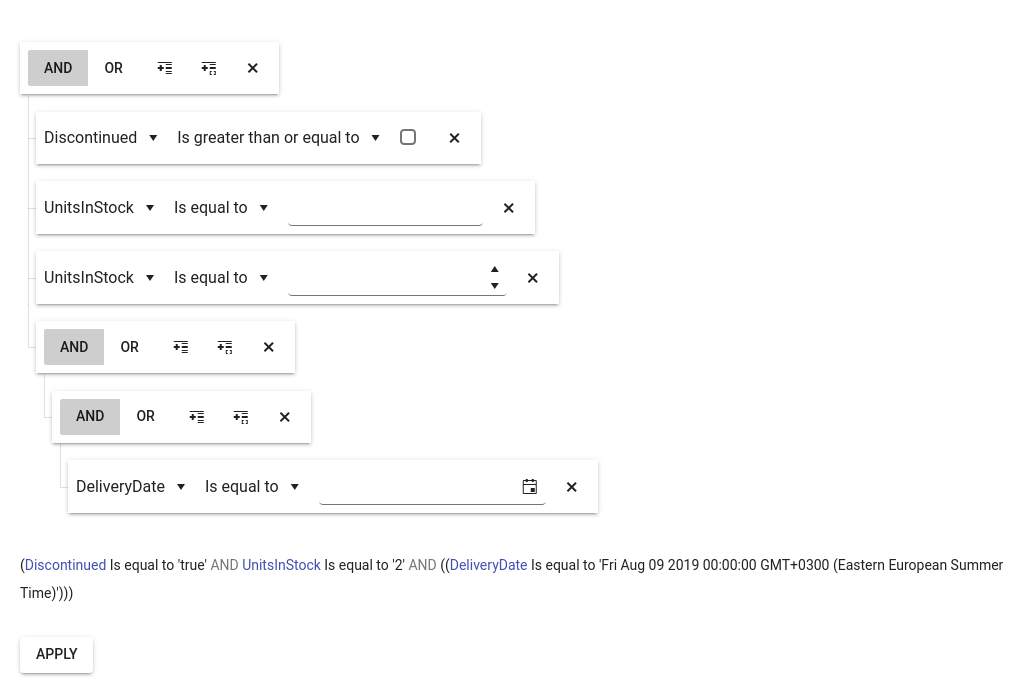 AND OR
Discontinued Is greater than or equal to
UnitsInStock Is equal to
UnitsInStock Is equal to
AND OR
AND OR
DeliveryDate Is equal to
(Discontinued Is equal to 'true' AND UnitsInStock Is equal to '2' AND ((DeliveryDate Is equal to 'Fri Aug 09 2019 00:00:00 GMT+0300 (Eastern European Summer
Time)')))
APPLY